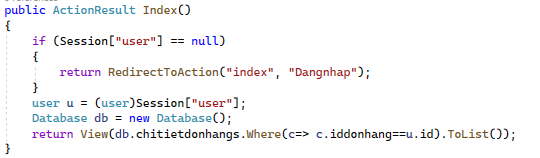 public ActionResult Index()
{
if (Session["user"] == null)
{
return RedirectToAction("index", "Dangnhap");
}
user u = (user)Session["user"];
Database db = new Database();
return View(db.chitietdonhangs.Where(c=> c.iddonhang==u.id).ToList());
}